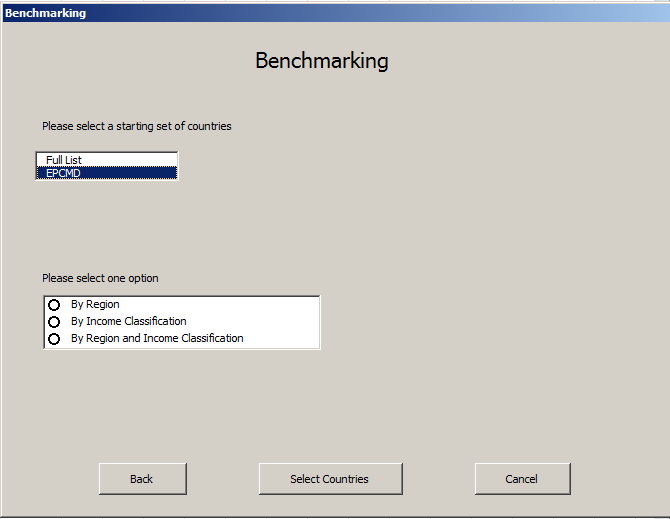 Benchmarking
Benchmarking
Please select a starting set of countries
Full List
EPCMD
Please select one option
By Region
By Income Classification
By Region and Income Classification
Back
Select Countries
Cancel